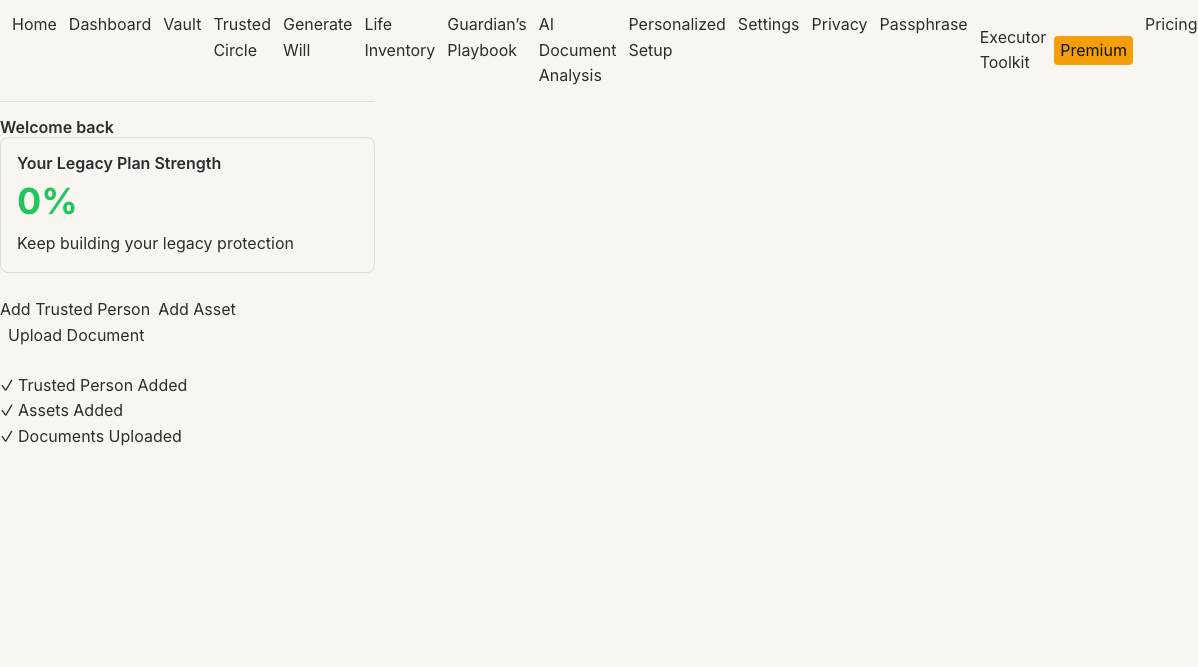 Home Dashboard Vault Trusted Circle Generate Will Life Inventory Guardian’s Playbook AI Document Analysis Personalized Setup Settings Privacy Passphrase Executor Toolkit Premium Pricing
Welcome back
Your Legacy Plan Strength
0%
Keep building your legacy protection
Add Trusted Person Add Asset
Upload Document
✓ Trusted Person Added
✓ Assets Added
✓ Documents Uploaded